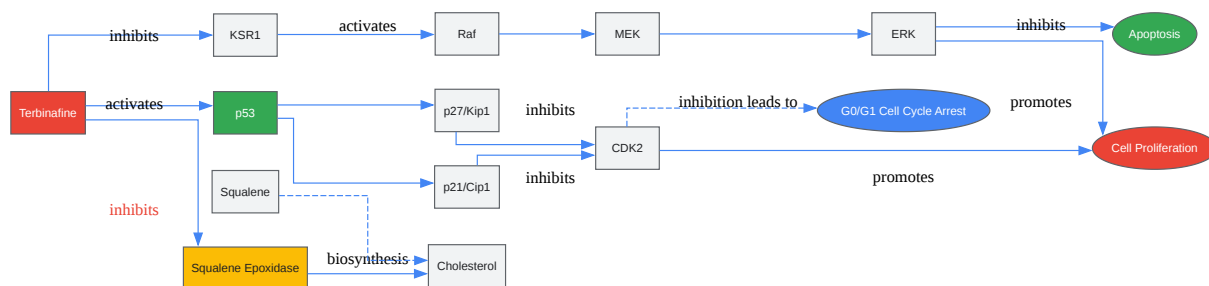 inhibits
KSR1
activates
Raf
MEK
ERK
inhibits
Apoptosis
Terbinafine
activates
p53
p27/Kip1
inhibits
inhibition leads to
G0/G1 Cell Cycle Arrest
promotes
CDK2
Cell Proliferation
Squalene
p21/Cip1
inhibits
promotes
inhibits
Squalene Epoxidase
biosynthesis
Cholesterol